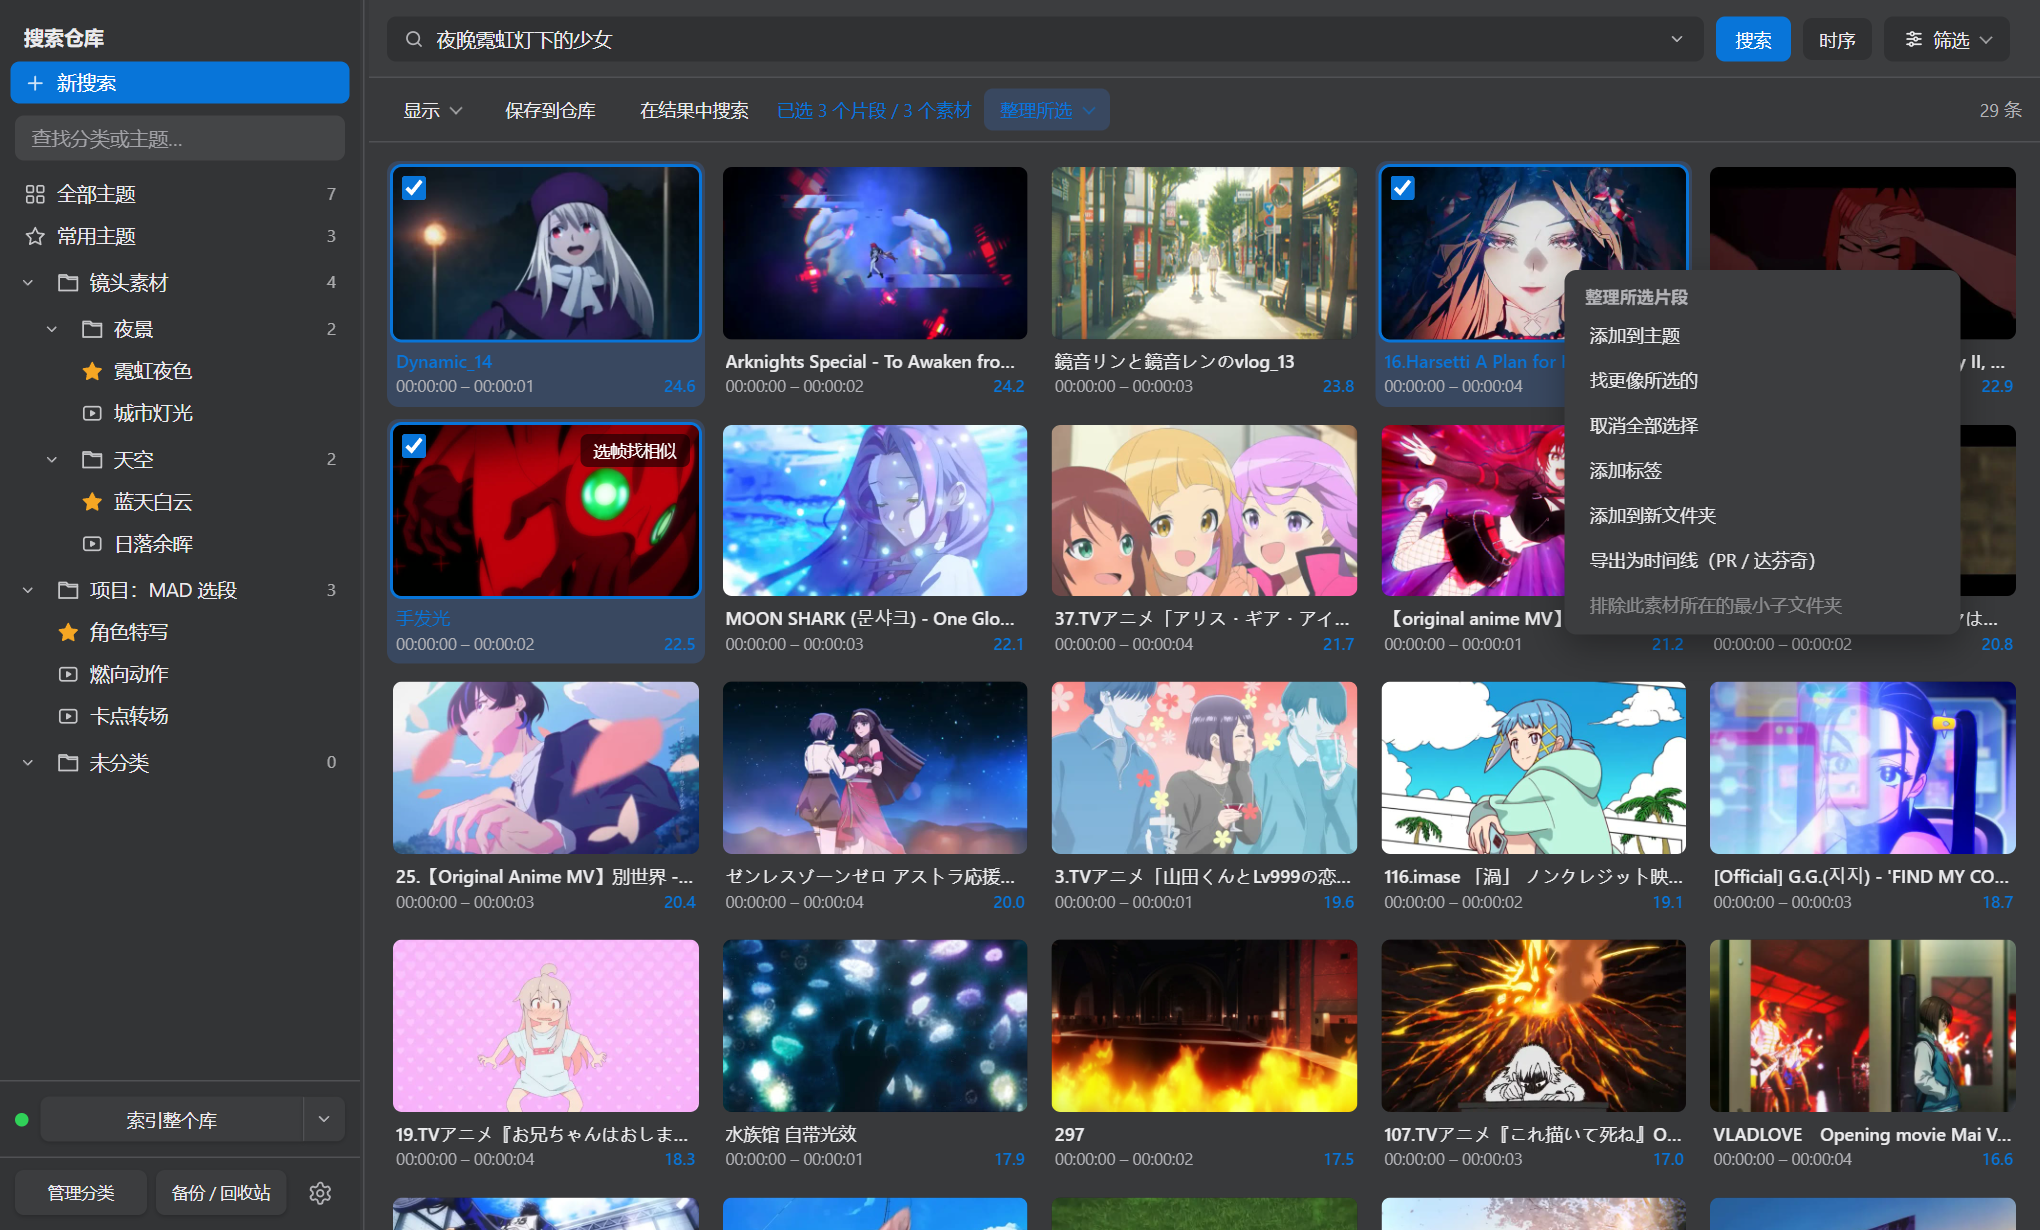 搜索仓库
新搜索
查找分类或主题...
全部主题 7
常用主题 3
镜头素材 4
夜景 2
霓虹夜色
城市灯光
天空 2
蓝天白云
日落余晖
项目：MAD 选段 3
角色特写
燃向动作
卡点转场
未分类 0
索引整个库
管理分类
备份 / 回收站
夜晚霓虹灯下的少女
搜索
时序
筛选
显示
保存到仓库
在结果中搜索
已选 3 个片段 / 3 个素材
整理所选
29 条
Dynamic_14
00:00:00 – 00:00:01 24.6
Arknights Special - To Awaken fro...
00:00:00 – 00:00:02 24.2
鏡音リンと鏡音レンのvlog_13
00:00:00 – 00:00:03 23.8
16.Harsetti A Plan for
00:00:00 – 00:00:04
II, ...
22.9
整理所选片段
添加到主题
找更像所选的
取消全部选择
添加标签
添加到新文件夹
导出为时间线（PR / 达芬奇）
排除此素材所在的最小子文件夹
选帧找相似
手发光
00:00:00 – 00:00:02 22.5
MOON SHARK (문샤크) - One Glo...
00:00:00 – 00:00:03 22.1
37.TVアニメ「アリス・ギア・アイ...
00:00:00 – 00:00:04 21.7
【original anime MV】
00:00:00 – 00:00:01 21.2
は...
00:00:00 – 00:00:02 20.8
25.【Original Anime MV】別世界 -...
00:00:00 – 00:00:03 20.4
ゼンレスゾーンゼロ アストラ応援...
00:00:00 – 00:00:04 20.0
3.TVアニメ「山田くんとLv999の恋...
00:00:00 – 00:00:01 19.6
116.imase 「渦」 ノンクレジット映...
00:00:00 – 00:00:02 19.1
[Official] G.G.(지지) - 'FIND MY CO...
00:00:00 – 00:00:03 18.7
19.TVアニメ『お兄ちゃんはおしま...
00:00:00 – 00:00:04 18.3
水族馆 自带光效
00:00:00 – 00:00:01 17.9
297
00:00:00 – 00:00:02 17.5
107.TVアニメ『これ描いて死ね』O...
00:00:00 – 00:00:03 17.0
VLADLOVE　Opening movie Mai V...
00:00:00 – 00:00:04 16.6